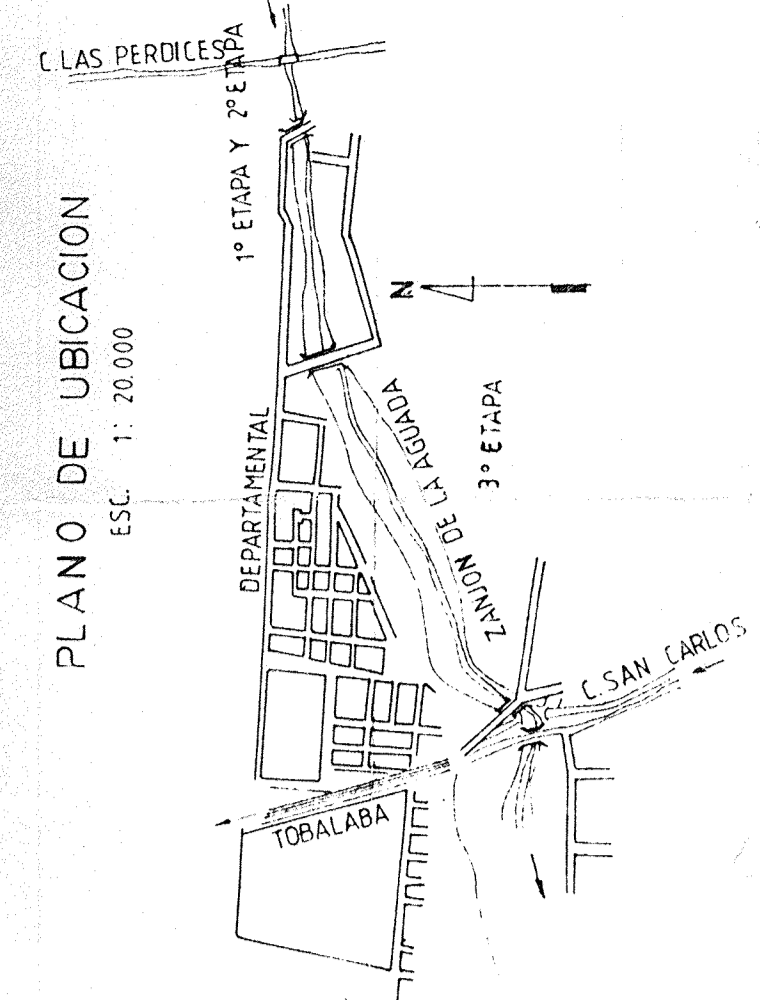 PLANO DE UBICACION
ESC. 1: 20.000
C. LAS PERDICES
1° ETAPA Y 2° ETAPA
N
DEPARTAMENTAL
ZANJON DE LA AGUADA
3° ETAPA
C. SAN CARLOS
TOBALABA